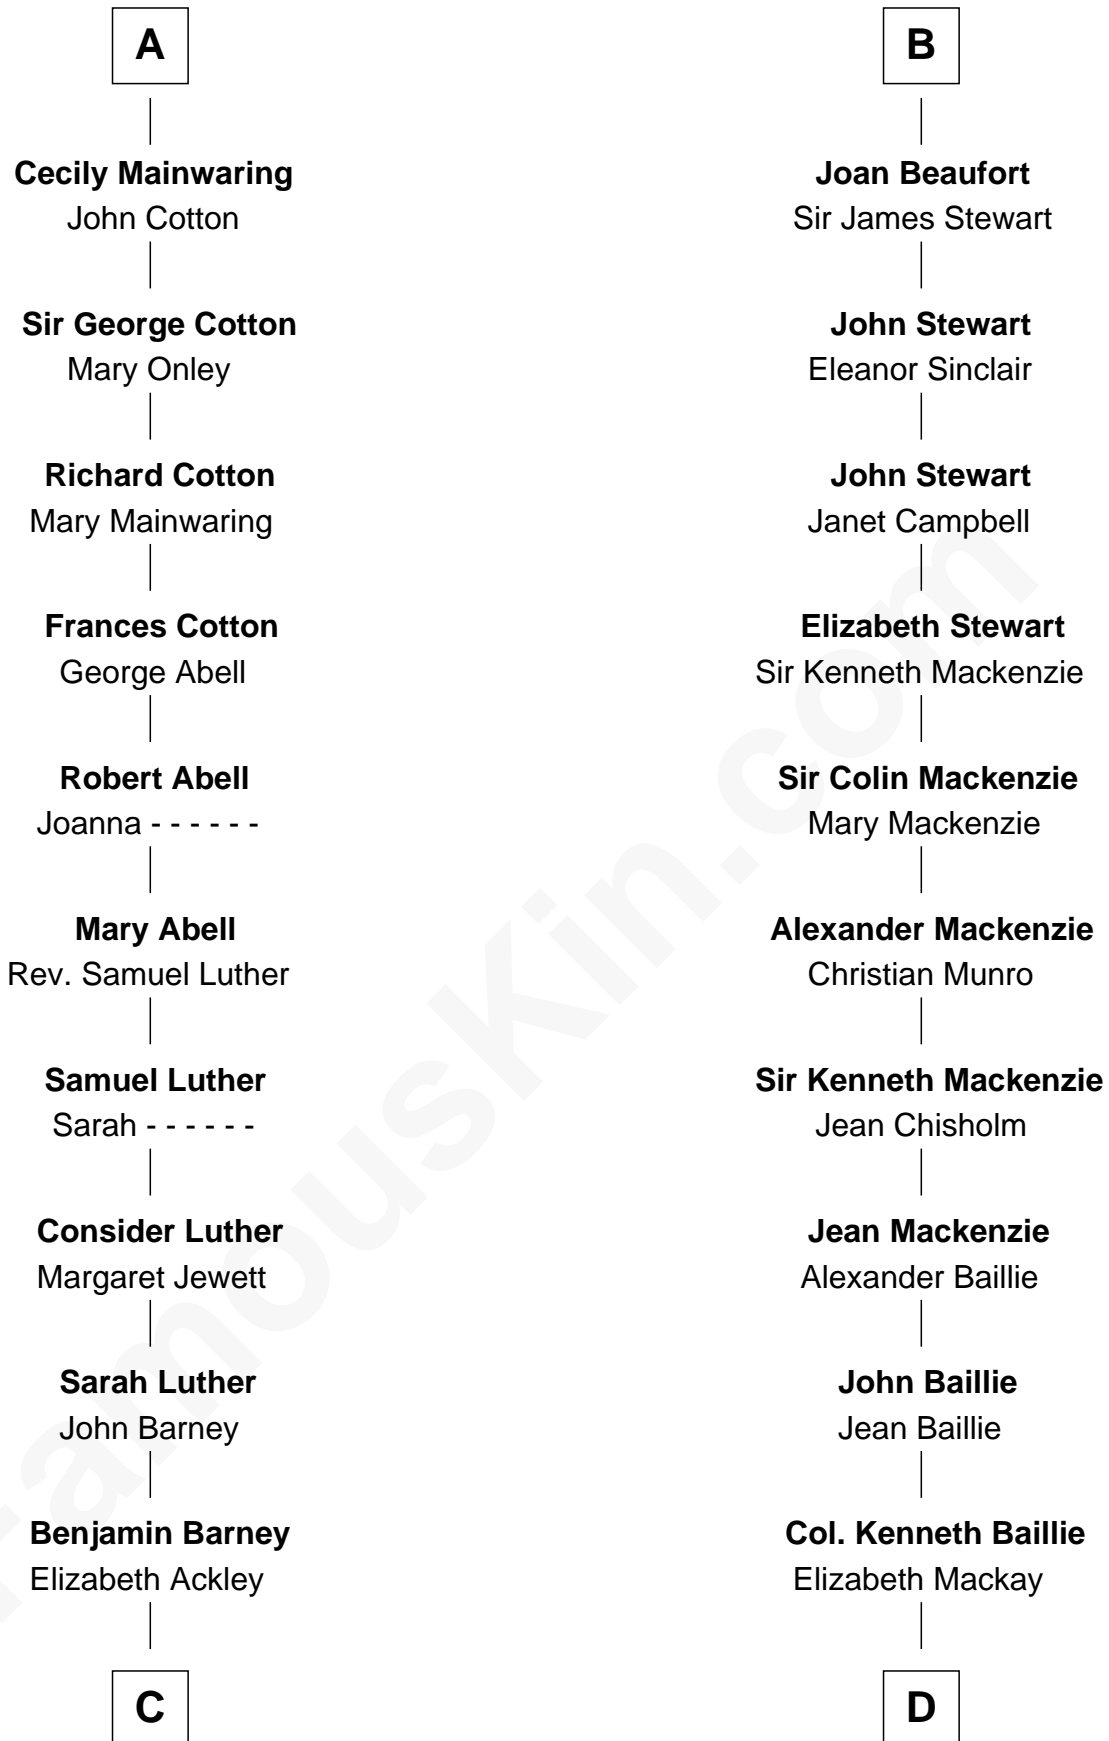 A
Cecily Mainwaring
John Cotton
Sir George Cotton
Mary Onley
Richard Cotton
Mary Mainwaring
Frances Cotton
George Abell
Robert Abell
Joanna - - - - - -
Mary Abell
Rev. Samuel Luther
Samuel Luther
Sarah - - - - - -
Consider Luther
Margaret Jewett
Sarah Luther
John Barney
Benjamin Barney
Elizabeth Ackley
C
B
Joan Beaufort
Sir James Stewart
John Stewart
Eleanor Sinclair
John Stewart
Janet Campbell
Elizabeth Stewart
Sir Kenneth Mackenzie
Sir Colin Mackenzie
Mary Mackenzie
Alexander Mackenzie
Christian Munro
Sir Kenneth Mackenzie
Jean Chisholm
Jean Mackenzie
Alexander Baillie
John Baillie
Jean Baillie
Col. Kenneth Baillie
Elizabeth Mackay
D
FamousKin.com